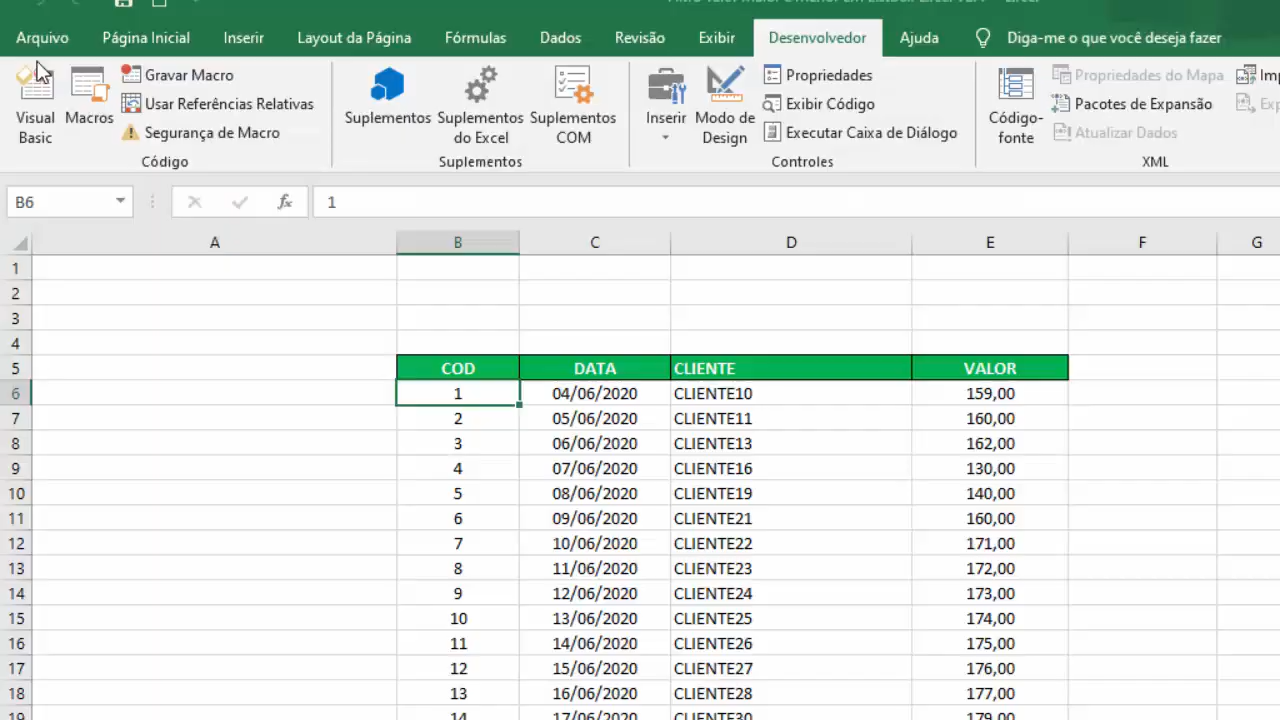 Arquivo Página Inicial Inserir Layout da Página Fórmulas Dados Revisão Exibir Desenvolvedor Ajuda Diga-me o que você deseja fazer
Visual Basic
Macros
Gravar Macro
Usar Referências Relativas
Segurança de Macro
Código
Suplementos
Suplementos do Excel
Suplementos COM
Suplementos
Inserir
Modo de Design
Propriedades
Exibir Código
Executar Caixa de Diálogo
Controles
Código-fonte
Propriedades do Mapa
Pacotes de Expansão
Atualizar Dados
XML
B6 fx 1
A B C D E F G
1
2
3
4
5 COD DATA CLIENTE VALOR
6 1 04/06/2020 CLIENTE10 159,00
7 2 05/06/2020 CLIENTE11 160,00
8 3 06/06/2020 CLIENTE13 162,00
9 4 07/06/2020 CLIENTE16 130,00
10 5 08/06/2020 CLIENTE19 140,00
11 6 09/06/2020 CLIENTE21 160,00
12 7 10/06/2020 CLIENTE22 171,00
13 8 11/06/2020 CLIENTE23 172,00
14 9 12/06/2020 CLIENTE24 173,00
15 10 13/06/2020 CLIENTE25 174,00
16 11 14/06/2020 CLIENTE26 175,00
17 12 15/06/2020 CLIENTE27 176,00
18 13 16/06/2020 CLIENTE28 177,00
19 14 17/06/2020 CLIENTE30 179,00